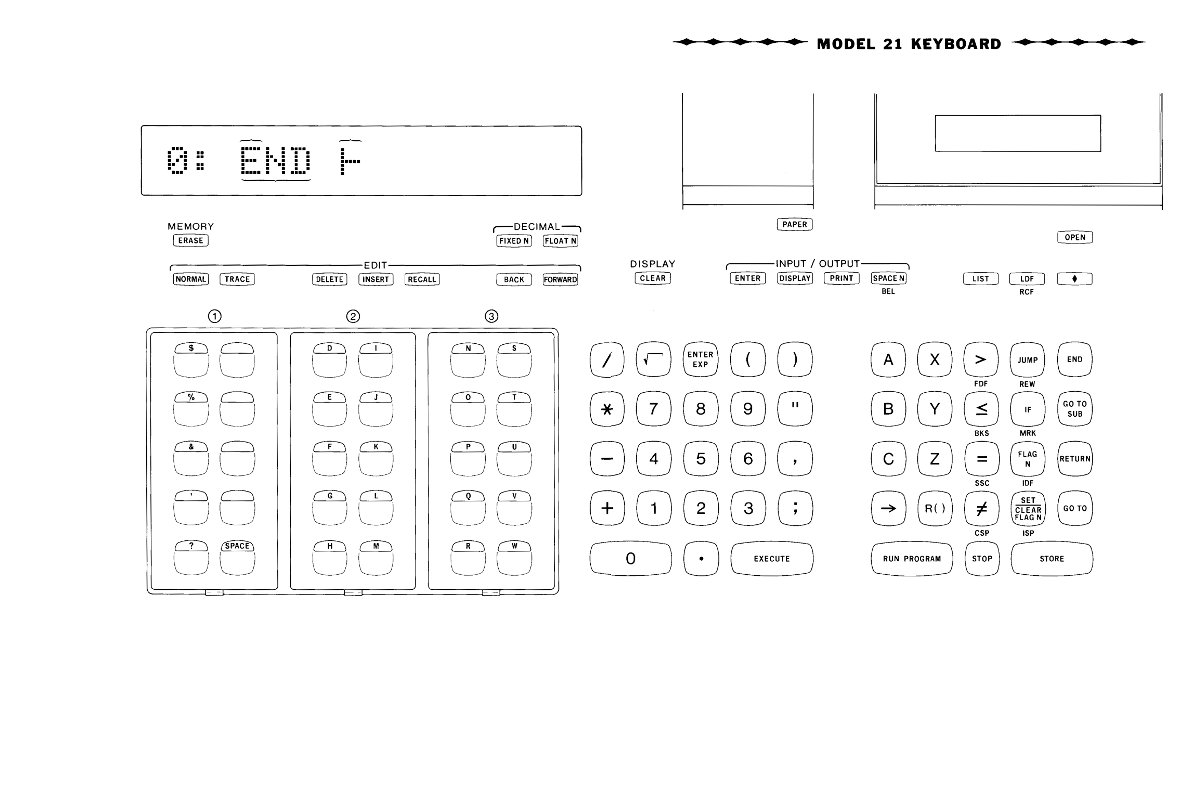 MODEL 21 KEYBOARD
0: END ⊢
MEMORY DECIMAL PAPER
ERASE FIXED N FLOAT N OPEN
EDIT DISPLAY INPUT / OUTPUT
NORMAL TRACE DELETE INSERT RECALL BACK FORWARD CLEAR ENTER DISPLAY PRINT SPACE N LIST LDF ♦
BEL RCF
① ② ③
$ D I N S / √ ENTER EXP ( ) A X > JUMP END
FDF REW
% E J O T * 7 8 9 " B Y ≤ IF GO TO SUB
BKS MRK
& F K P U – 4 5 6 , C Z = FLAG N RETURN
SSC IDF
' G L Q V + 1 2 3 ; → R( ) ≠ SET CLEAR FLAG N GO TO
CSP ISP
? SPACE H M R W 0 . EXECUTE RUN PROGRAM STOP STORE